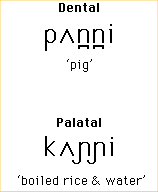 Dental
pʌn̪n̪i
‘pig’
Palatal
kʌɲɲi
‘boiled rice & water’